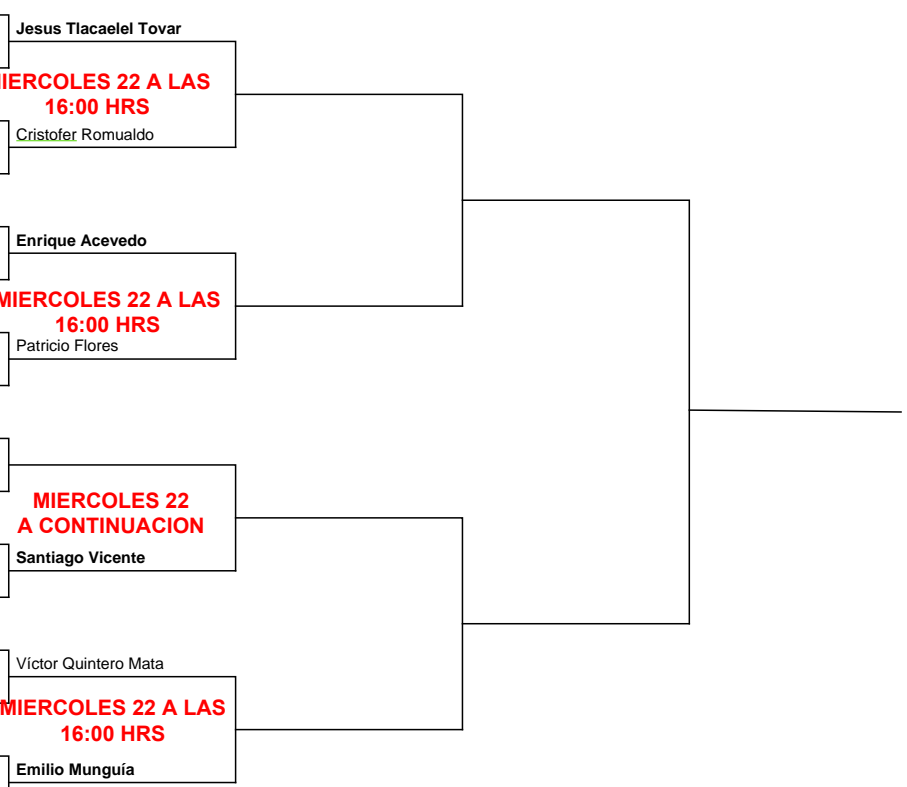 Jesus Tlacaelel Tovar
MIERCOLES 22 A LAS
16:00 HRS
Cristofer Romualdo
Enrique Acevedo
MIERCOLES 22 A LAS
16:00 HRS
Patricio Flores
MIERCOLES 22
A CONTINUACION
Santiago Vicente
Víctor Quintero Mata
MIERCOLES 22 A LAS
16:00 HRS
Emilio Munguía